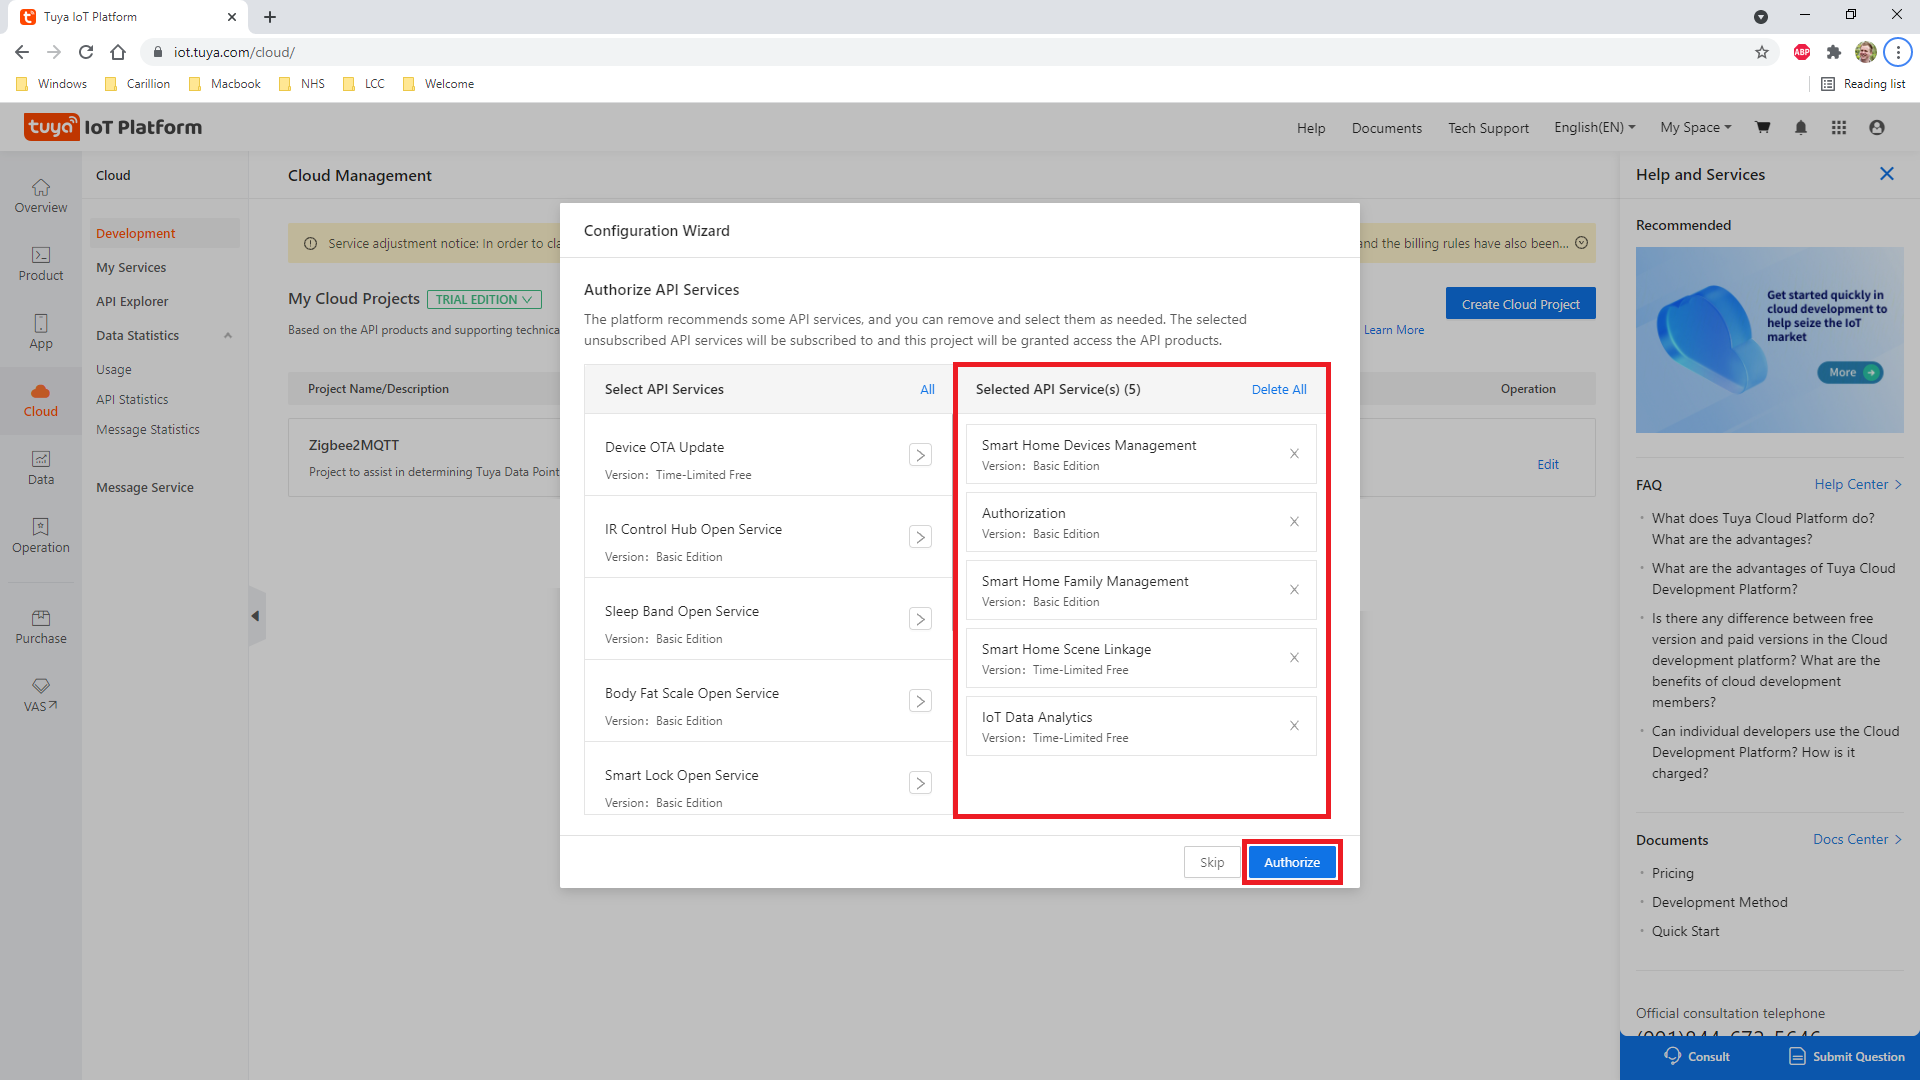 Tuya IoT Platform
iot.tuya.com/cloud/
ABP
Windows Carillion Macbook NHS LCC Welcome Reading list
tuya IoT Platform
Help Documents Tech Support English(EN) My Space
Overview
Product
App
Cloud
Data
Operation
Purchase
VAS
Cloud
Development
My Services
API Explorer
Data Statistics
Usage
API Statistics
Message Statistics
Message Service
Cloud Management
Service adjustment notice: In order to cla
and the billing rules have also been...
My Cloud Projects TRIAL EDITION
Create Cloud Project
Based on the API products and supporting technica
Learn More
Project Name/Description
Operation
Zigbee2MQTT
Project to assist in determining Tuya Data Point
Edit
Configuration Wizard
Authorize API Services
The platform recommends some API services, and you can remove and select them as needed. The selected
unsubscribed API services will be subscribed to and this project will be granted access the API products.
Select API Services All
Device OTA Update
Version: Time-Limited Free
IR Control Hub Open Service
Version: Basic Edition
Sleep Band Open Service
Version: Basic Edition
Body Fat Scale Open Service
Version: Basic Edition
Smart Lock Open Service
Version: Basic Edition
Selected API Service(s) (5) Delete All
Smart Home Devices Management
Version: Basic Edition
Authorization
Version: Basic Edition
Smart Home Family Management
Version: Basic Edition
Smart Home Scene Linkage
Version: Time-Limited Free
IoT Data Analytics
Version: Time-Limited Free
Skip Authorize
Help and Services
Recommended
Get started quickly in
cloud development to
help seize the IoT
market
More
FAQ Help Center
What does Tuya Cloud Platform do?
What are the advantages?
What are the advantages of Tuya Cloud
Development Platform?
Is there any difference between free
version and paid versions in the Cloud
development platform? What are the
benefits of cloud development
members?
Can individual developers use the Cloud
Development Platform? How is it
charged?
Documents Docs Center
Pricing
Development Method
Quick Start
Official consultation telephone
Consult Submit Question